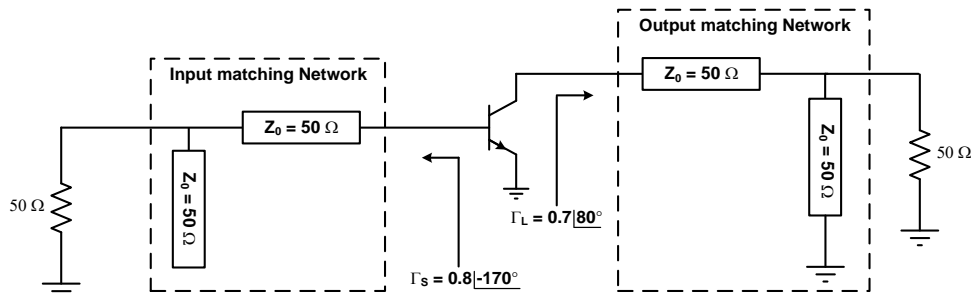 Output matching Network
Input matching Network
Z₀ = 50 Ω
Z₀ = 50 Ω
Z₀ = 50 Ω
Z₀ = 50 Ω
50 Ω
50 Ω
Γ_L = 0.7|80°
Γ_S = 0.8|-170°